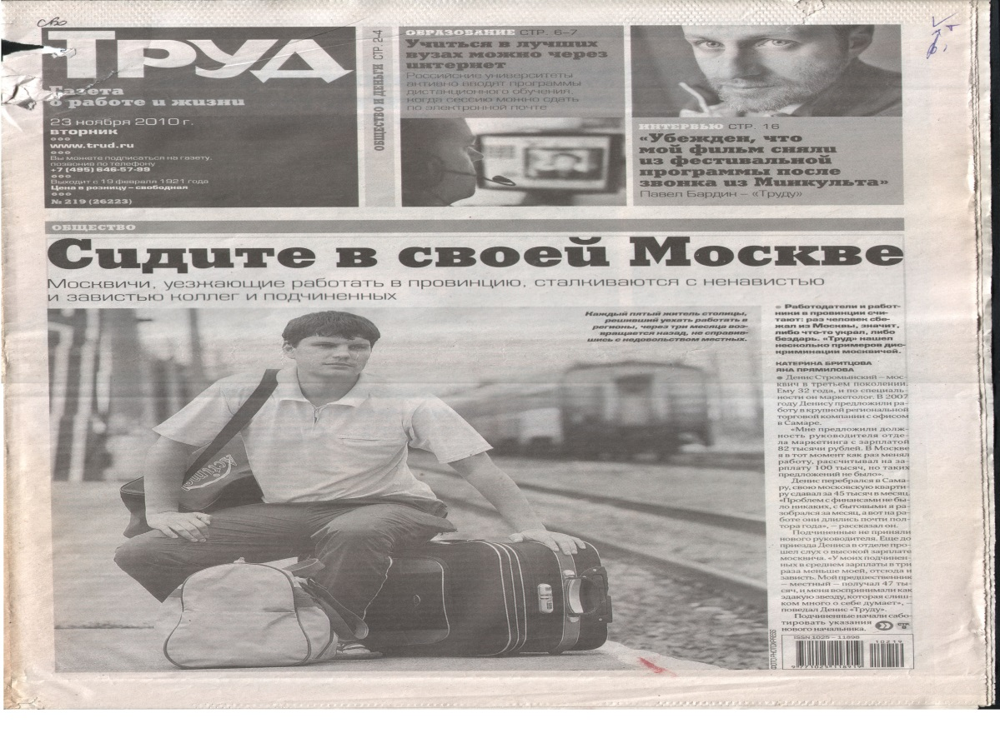 Сво
ТРУД
Газета
о работе и жизни
23 ноября 2010 г.
вторник
www.trud.ru
Вы можете подписаться на газету,
позвонив по телефону
+7 (495) 646-57-99
Выходит с 19 февраля 1921 года
Цена в розницу – свободная
№ 219 (26223)
ОБЩЕСТВО И ДЕНЬГИ СТР. 2-4
ОБРАЗОВАНИЕ СТР. 6-7
Учиться в лучших
вузах можно через
интернет
Российские университеты
активно вводят программы
дистанционного обучения,
когда сессию можно сдать
по электронной почте
ИНТЕРВЬЮ СТР. 16
«Убежден, что
мой фильм сняли
из фестивальной
программы после
звонка из Минкульта»
Павел Бардин – «Труду»
ОБЩЕСТВО
Сидите в своей Москве
Москвичи, уезжающие работать в провинцию, сталкиваются с ненавистью
и завистью коллег и подчиненных
Каждый пятый житель столицы,
решивший уехать работать в
регионы, через три месяца воз-
вращается назад, не справив-
шись с недовольством местных.
Работодатели и работ-
ники в провинции счи-
тают: раз человек сбе-
жал из Москвы, значит,
либо что-то украл, либо
бездарь. «Труд» нашел
несколько примеров дис-
криминации москвичей.
КАТЕРИНА БРИТЦОВА
ЯНА ПРЯМИЛОВА
Денис Стромынский – мос-
квич в третьем поколении.
Ему 32 года, и по специаль-
ности он маркетолог. В 2007
году Денису предложили ра-
боту в крупной региональной
торговой компании с офисом
в Самаре.
«Мне предложили долж-
ность руководителя отде-
ла маркетинга с зарплатой
82 тысячи рублей. В Москве
я в тот момент как раз менял
работу, рассчитывал на за-
рплату 100 тысяч, но таких
предложений не было».
Денис перебрался в Сама-
ру, свою московскую кварти-
ру сдавал за 45 тысяч в месяц.
«Проблем с финансами не бы-
ло никаких, с бытовыми я ра-
зобрался за месяц, а вот на ра-
боте они длились почти пол-
тора года», – рассказал он.
Подчиненные не приняли
нового руководителя. Еще до
приезда Дениса в отделе про-
шел слух о высокой зарплате
москвича. «У моих подчинен-
ных в среднем зарплаты в три
раза меньше моей, отсюда и
зависть. Мой предшественник
– местный – получал 47 ты-
сяч, и меня воспринимали как
эдакую звезду, которая слиш-
ком много о себе думает», –
поведал Денис «Труду».
Подчиненные начали сабо-
тировать указания
нового начальника.
СТР.
ФОТО PHOTOXPRESS
ISSN 1025-1189
10219